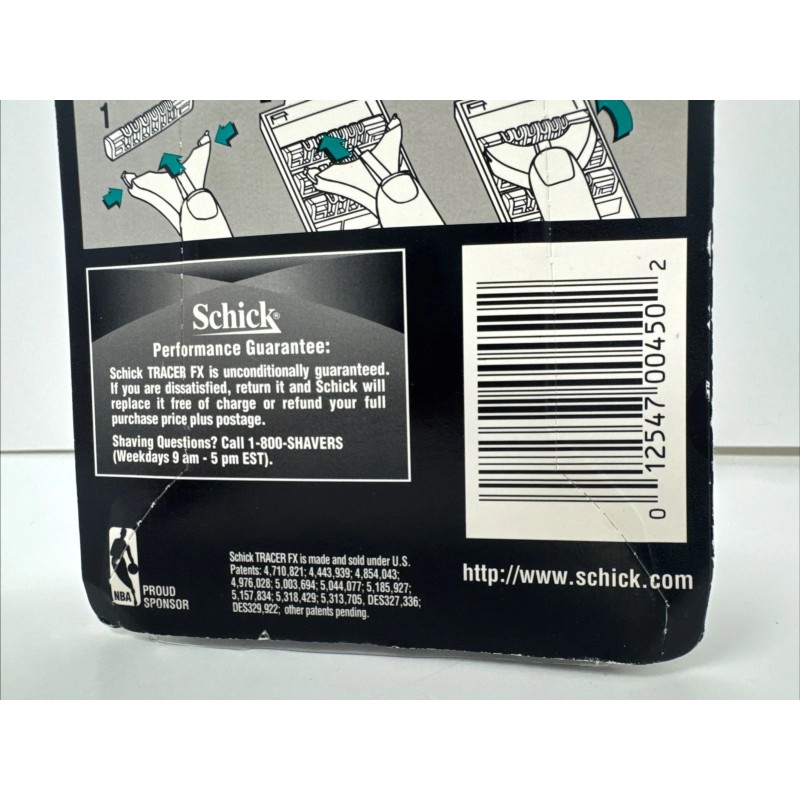 1
Schick®
Performance Guarantee:
Schick TRACER FX is unconditionally guaranteed.
If you are dissatisfied, return it and Schick will
replace it free of charge or refund your full
purchase price plus postage.
Shaving Questions? Call 1-800-SHAVERS
(Weekdays 9 am - 5 pm EST).
0 12547 00450 2
NBA
PROUD
SPONSOR
Schick TRACER FX is made and sold under U.S.
Patents: 4,710,821; 4,443,939; 4,854,043;
4,976,028; 5,003,694; 5,044,077; 5,185,927;
5,157,834; 5,318,429; 5,313,705, DES327,336;
DES329,922; other patents pending.
http://www.schick.com